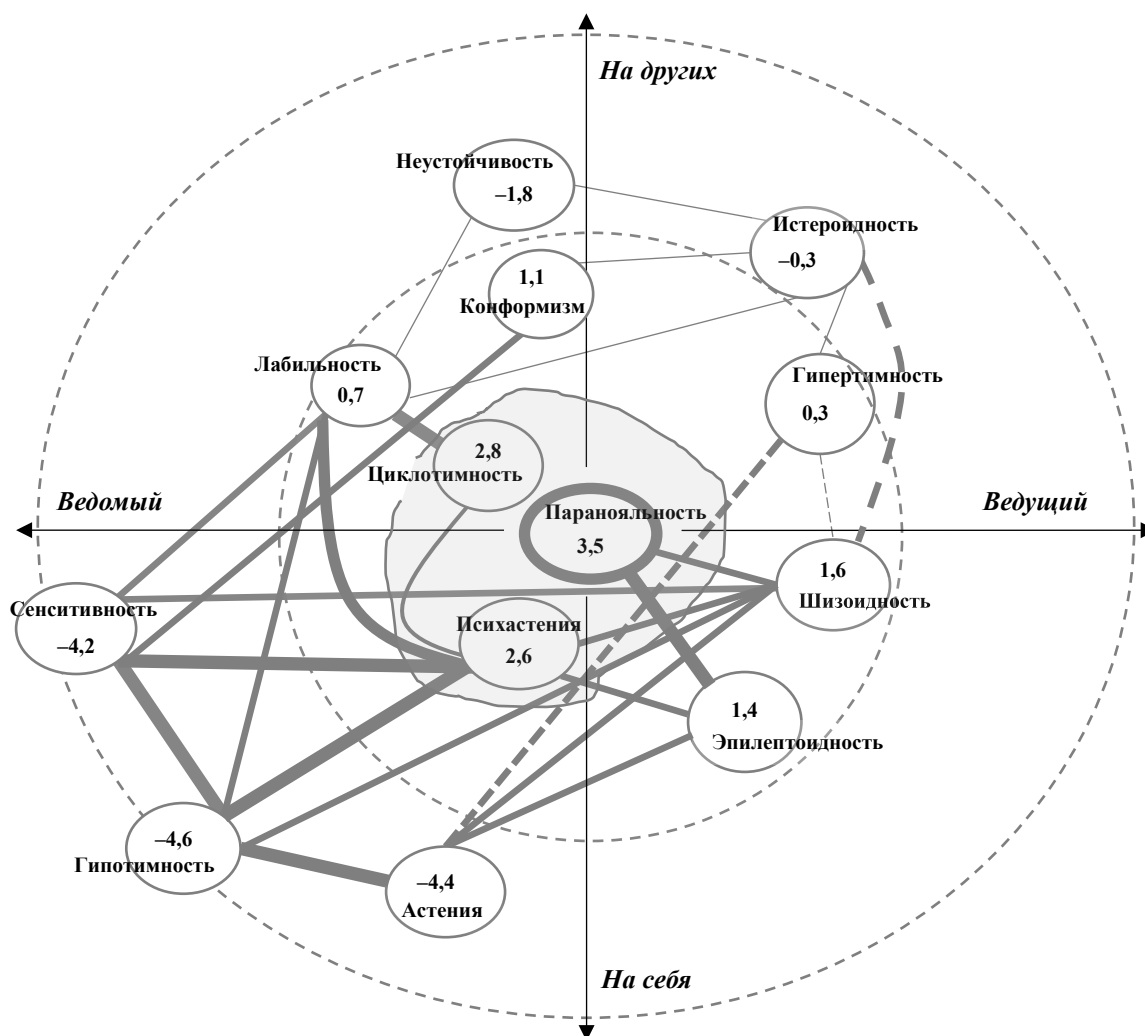 На других
Неустойчивость
–1,8
Истероидность
–0,3
1,1
Конформизм
Лабильность
0,7
Гипертимность
0,3
2,8
Циклотимность
Ведомый
Ведущий
Паранояльность
3,5
1,6
Шизоидность
Сенситивность
–4,2
Психастения
2,6
1,4
Эпилептоидность
–4,6
Гипотимность
–4,4
Астения
На себя